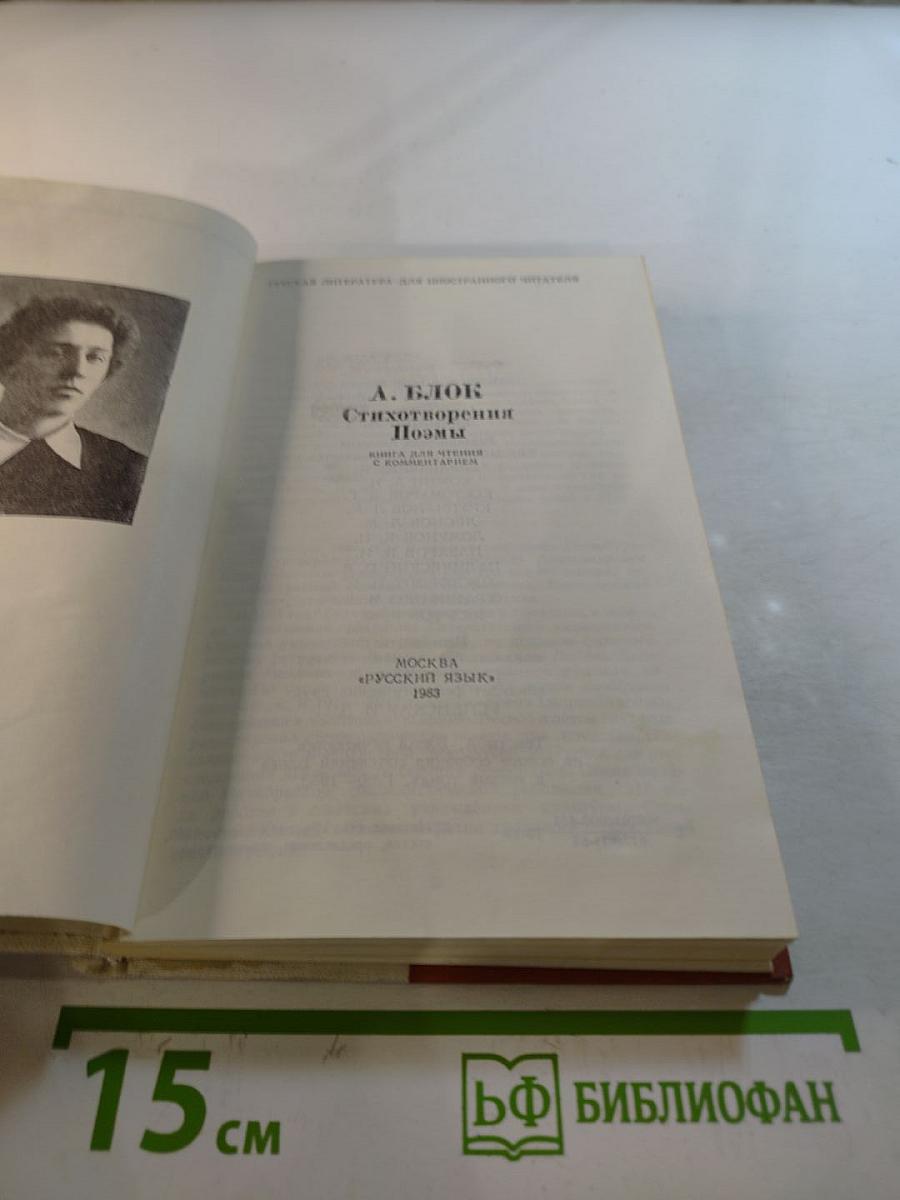 РУССКАЯ ЛИТЕРАТУРА ДЛЯ ИНОСТРАННОГО ЧИТАТЕЛЯ
А. БЛОК
Стихотворения
Поэмы
КНИГА ДЛЯ ЧТЕНИЯ
С КОММЕНТАРИЕМ
МОСКВА
«РУССКИЙ ЯЗЫК»
1983
15 см
БФ БИБЛИОФАН